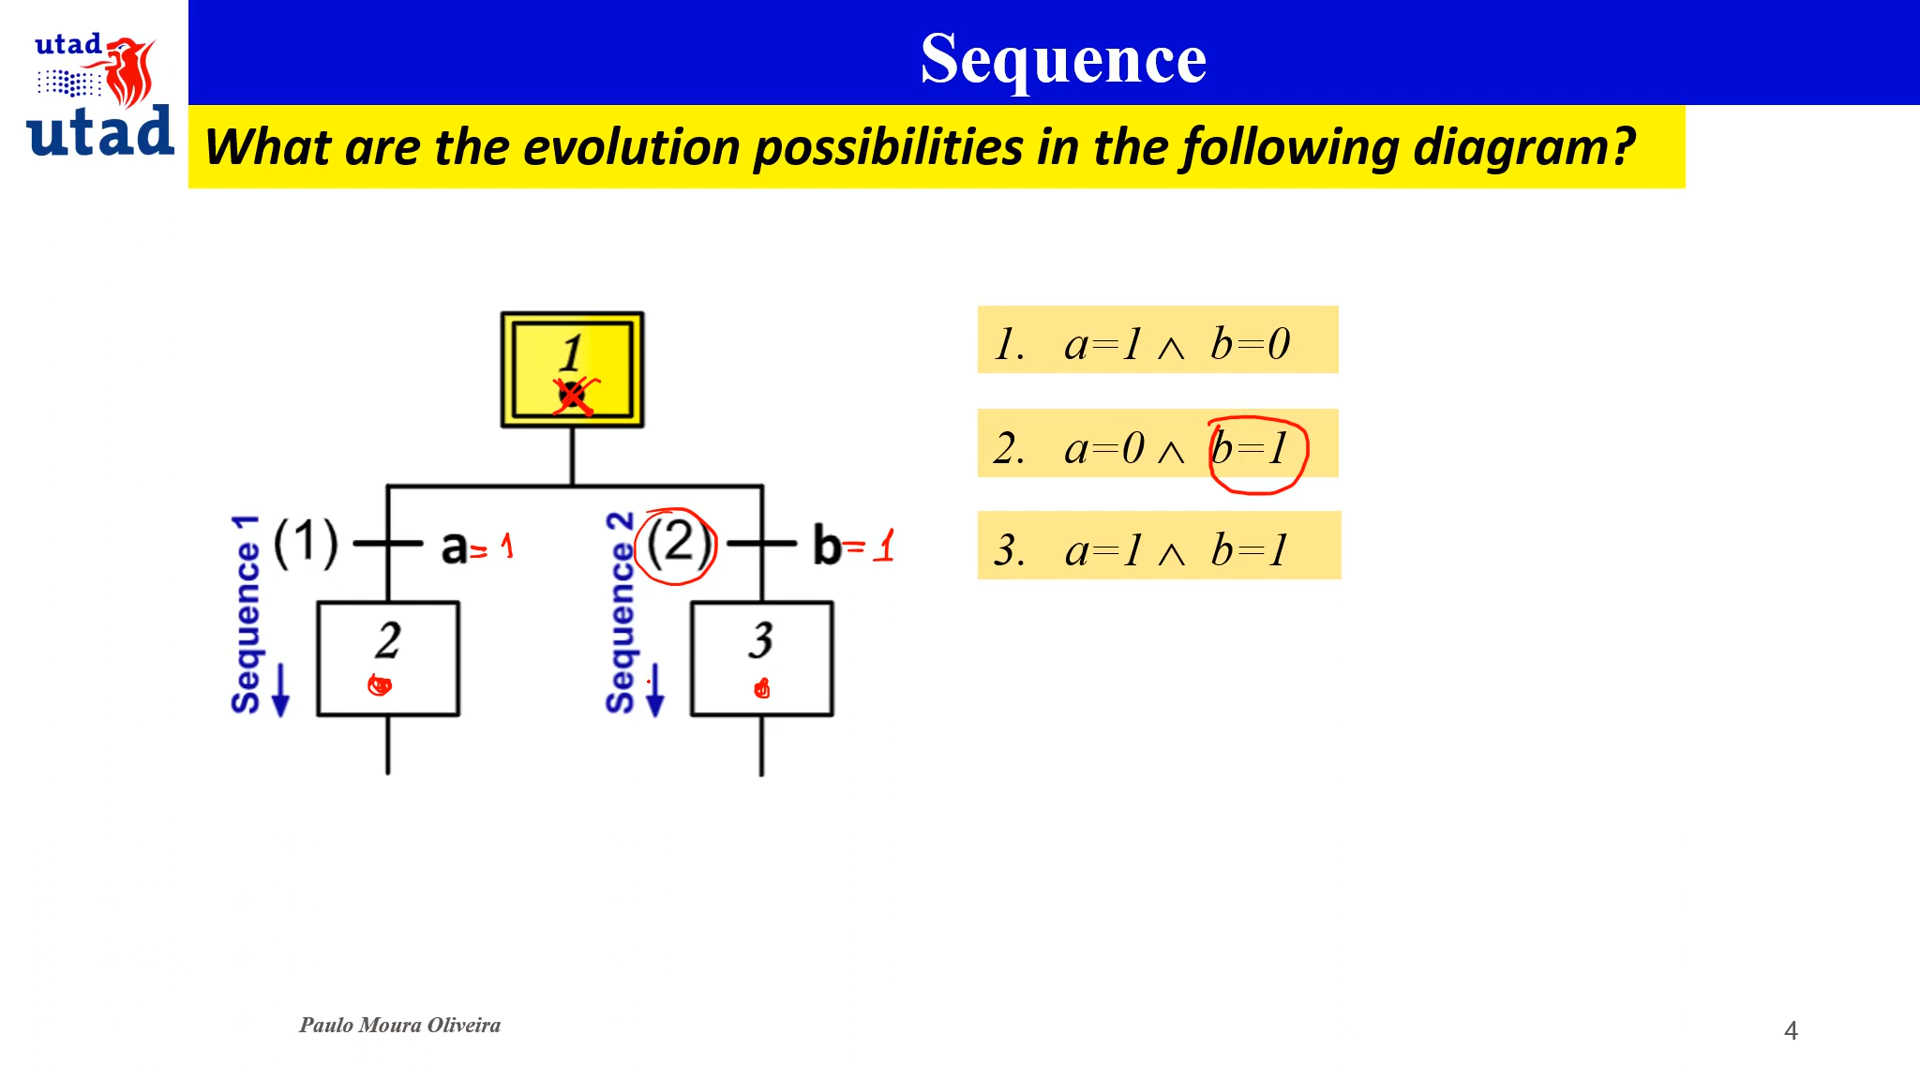 utad
utad
Sequence
What are the evolution possibilities in the following diagram?
1
1. a=1 ∧ b=0
2. a=0 ∧ b=1
3. a=1 ∧ b=1
Sequence 1
(1)
a = 1
Sequence 2
(2)
b = 1
2
3
Paulo Moura Oliveira
4